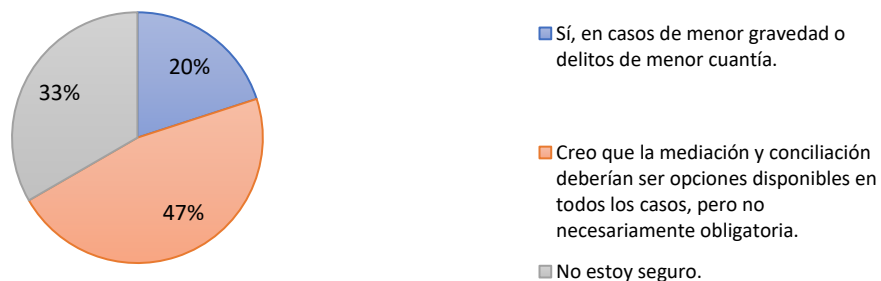 20%
33%
47%
Sí, en casos de menor gravedad o
delitos de menor cuantía.
Creo que la mediación y conciliación
deberían ser opciones disponibles en
todos los casos, pero no
necesariamente obligatoria.
No estoy seguro.